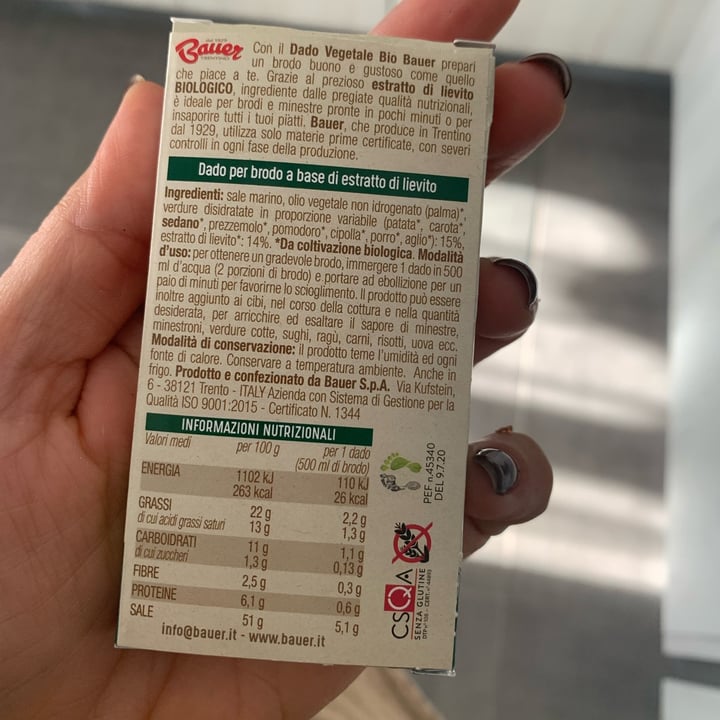 dal 1929
Bauer
TRENTINO
Con il Dado Vegetale Bio Bauer prepari
un brodo buono e gustoso come quello
che piace a te. Grazie al prezioso estratto di lievito
BIOLOGICO, ingrediente dalle pregiate qualità nutrizionali,
è ideale per brodi e minestre pronte in pochi minuti o per
insaporire tutti i tuoi piatti. Bauer, che produce in Trentino
dal 1929, utilizza solo materie prime certificate, con severi
controlli in ogni fase della produzione.
Dado per brodo a base di estratto di lievito
Ingredienti: sale marino, olio vegetale non idrogenato (palma)*,
verdure disidratate in proporzione variabile (patata*, carota*,
sedano*, prezzemolo*, pomodoro*, cipolla*, porro*, aglio*): 15%,
estratto di lievito*: 14%. *Da coltivazione biologica. Modalità
d'uso: per ottenere un gradevole brodo, immergere 1 dado in 500
ml d'acqua (2 porzioni di brodo) e portare ad ebollizione per un
paio di minuti per favorirne lo scioglimento. Il prodotto può essere
inoltre aggiunto ai cibi, nel corso della cottura e nella quantità
desiderata, per arricchire ed esaltare il sapore di minestre,
minestroni, verdure cotte, sughi, ragù, carni, risotti, uova ecc.
Modalità di conservazione: il prodotto teme l'umidità ed ogni
fonte di calore. Conservare a temperatura ambiente. Anche in
frigo. Prodotto e confezionato da Bauer S.p.A. Via Kufstein,
6 - 38121 Trento - ITALY Azienda con Sistema di Gestione per la
Qualità ISO 9001:2015 - Certificato N. 1344
INFORMAZIONI NUTRIZIONALI
Valori medi per 100 g per 1 dado
(500 ml di brodo)
ENERGIA 1102 kJ 110 kJ
263 kcal 26 kcal
GRASSI 22 g 2,2 g
di cui acidi grassi saturi 13 g 1,3 g
CARBOIDRATI 11 g 1,1 g
di cui zuccheri 1,3 g 0,13 g
FIBRE 2,5 g 0,3 g
PROTEINE 6,1 g 0,6 g
SALE 51 g 5,1 g
info@bauer.it - www.bauer.it
PEF n.45340
DEL 9.7.20
CSQA
SENZA GLUTINE